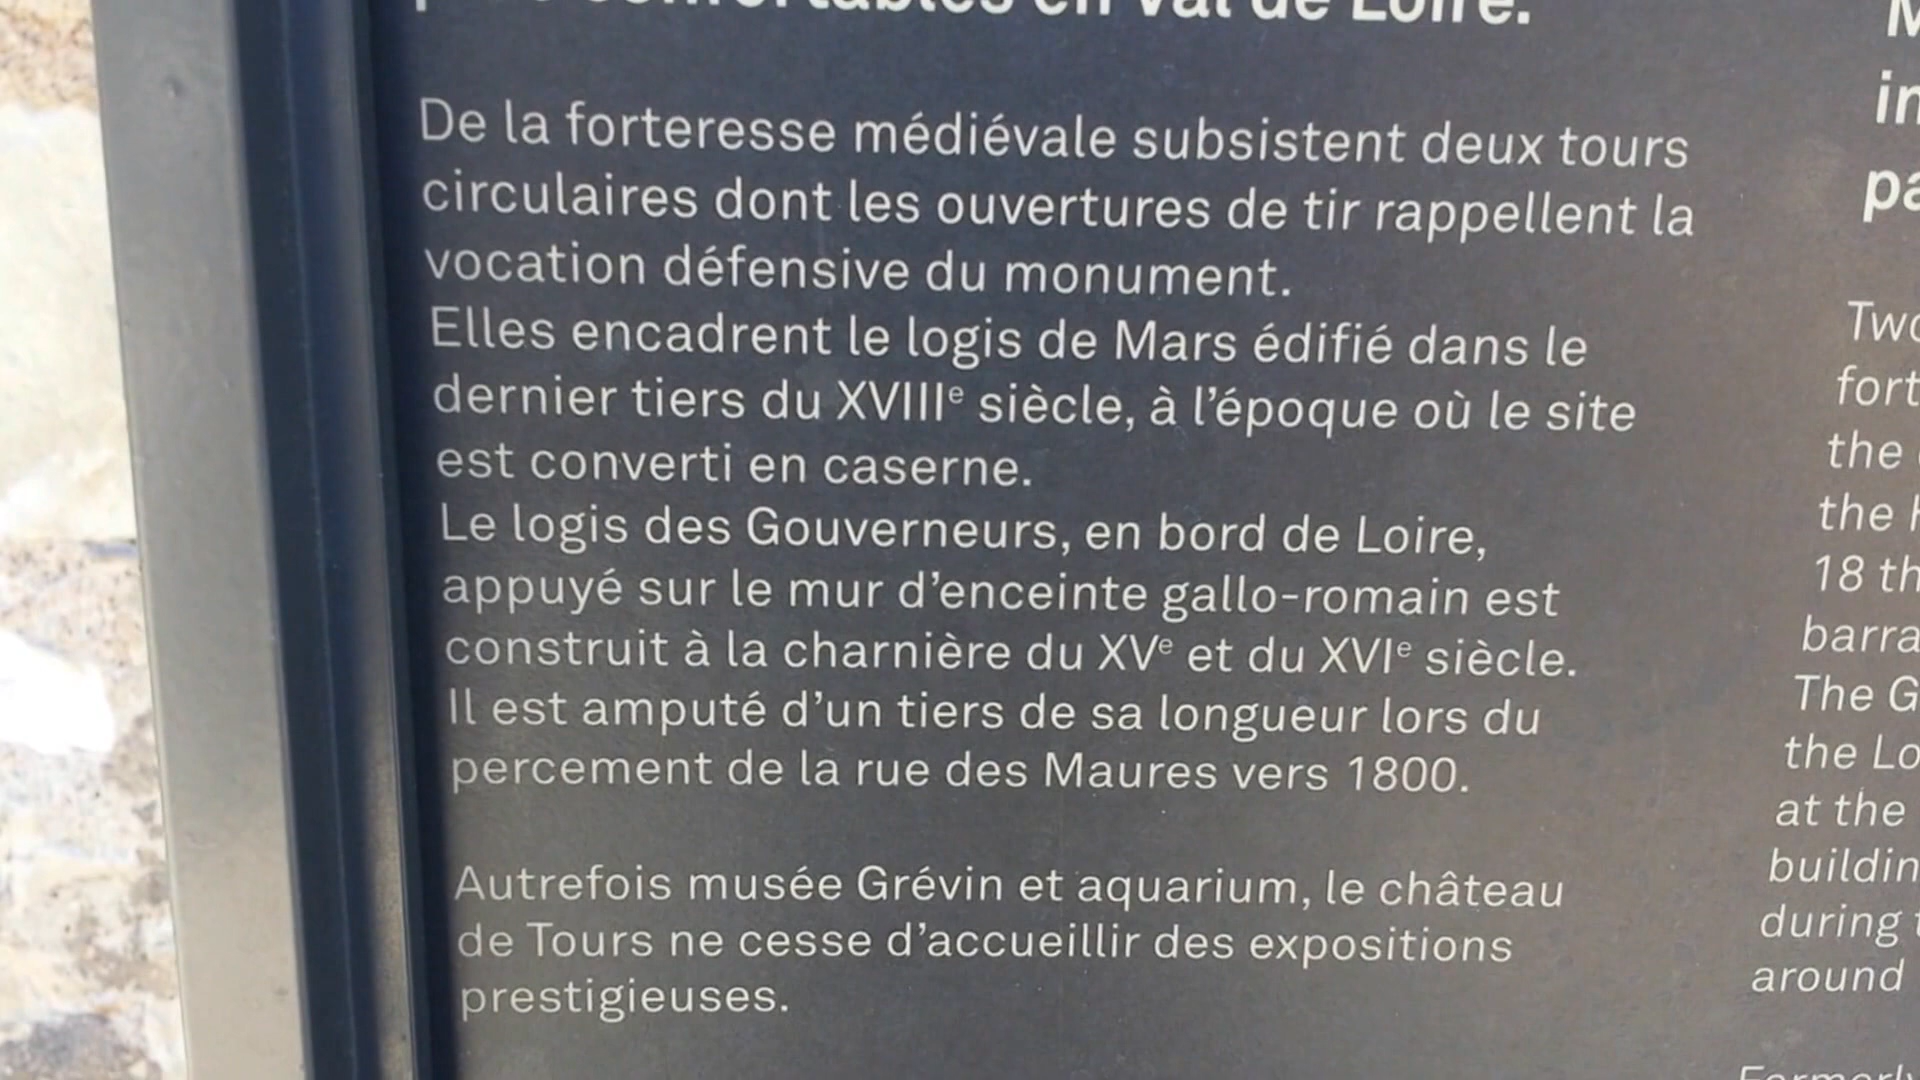 confortables en Val de Loire.
De la forteresse médiévale subsistent deux tours
circulaires dont les ouvertures de tir rappellent la
vocation défensive du monument.
Elles encadrent le logis de Mars édifié dans le
dernier tiers du XVIIIe siècle, à l’époque où le site
est converti en caserne.
Le logis des Gouverneurs, en bord de Loire,
appuyé sur le mur d’enceinte gallo-romain est
construit à la charnière du XVe et du XVIe siècle.
Il est amputé d’un tiers de sa longueur lors du
percement de la rue des Maures vers 1800.
Autrefois musée Grévin et aquarium, le château
de Tours ne cesse d’accueillir des expositions
prestigieuses.
the
the
18 th
The G
the Lo
at the
during
around